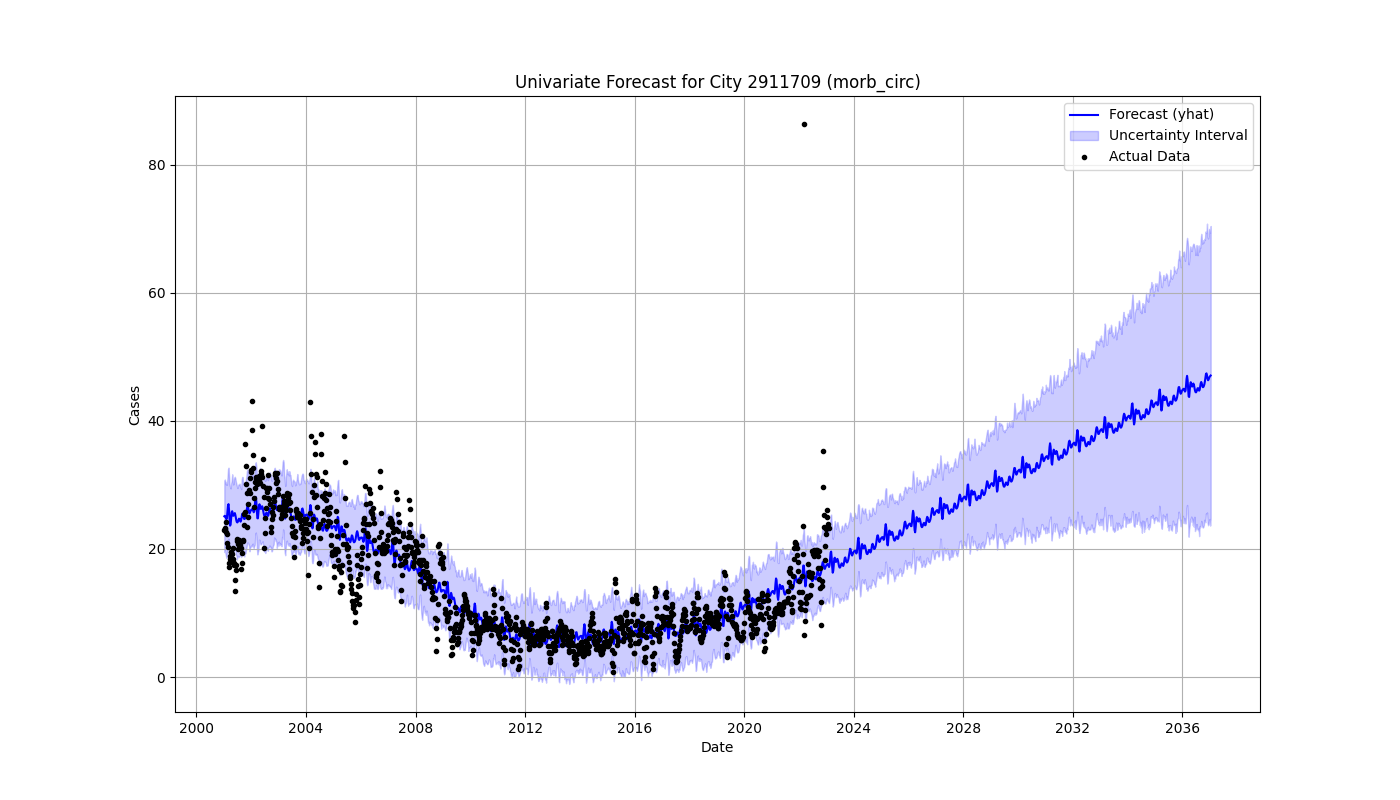 Univariate Forecast for City 2911709 (morb_circ)
Forecast (yhat)
Uncertainty Interval
Actual Data
Cases
80
60
40
20
0
2000 2004 2008 2012 2016 2020 2024 2028 2032 2036
Date